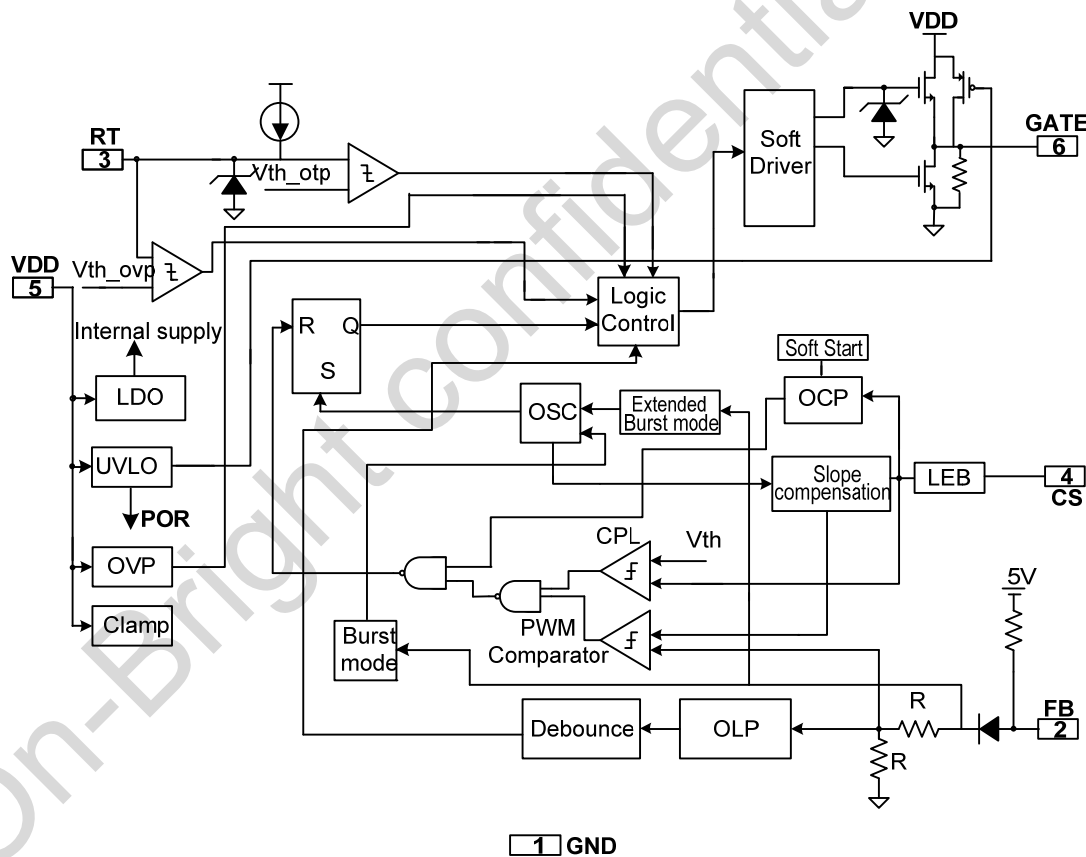 On-Bright confidential
VDD
RT
3
Vth_otp
Soft
Driver
GATE
6
VDD
5
Vth_ovp
Internal supply
LDO
R
Q
S
Logic
Control
Soft Start
OCP
OSC
Extended
Burst mode
UVLO
POR
Slope
compensation
LEB
4
CS
OVP
CPL
Vth
5V
Clamp
Burst
mode
PWM
Comparator
Debounce
OLP
R
R
FB
2
1 GND